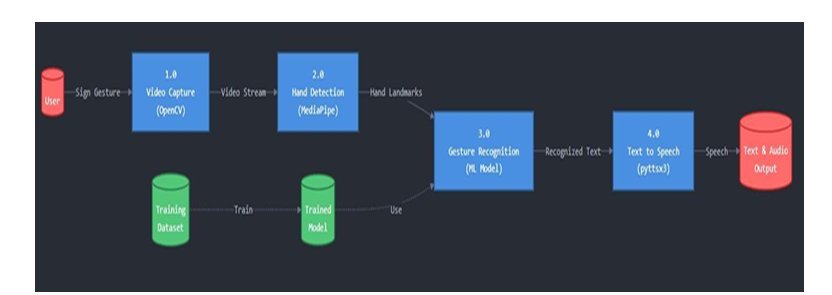 User
Sign Gesture
1.0
Video Capture
(OpenCV)
Video Stream
2.0
Hand Detection
(MediaPipe)
Hand Landmarks
3.0
Gesture Recognition
(ML Model)
Recognized Text
4.0
Text to Speech
(pyttsx3)
Speech
Text & Audio
Output
Training
Dataset
Train
Trained
Model
Use